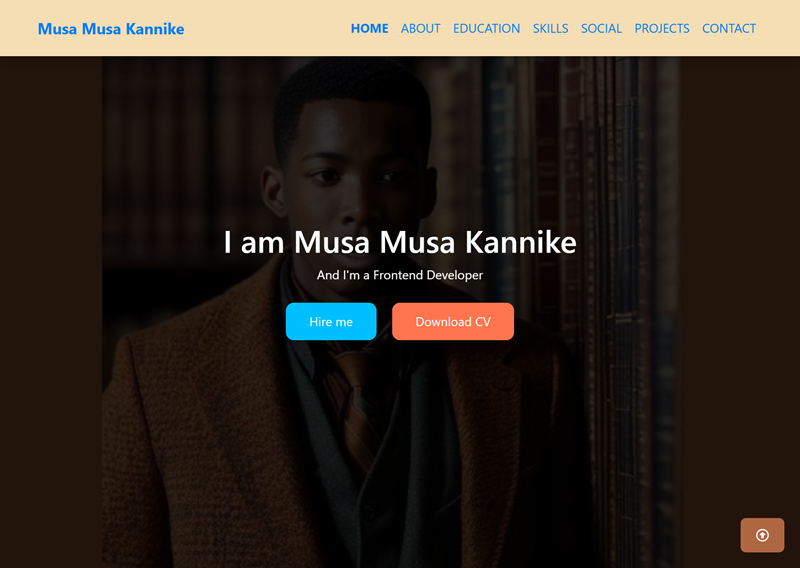 Musa Musa Kannike
HOME ABOUT EDUCATION SKILLS SOCIAL PROJECTS CONTACT
I am Musa Musa Kannike
And I'm a Frontend Developer
Hire me Download CV